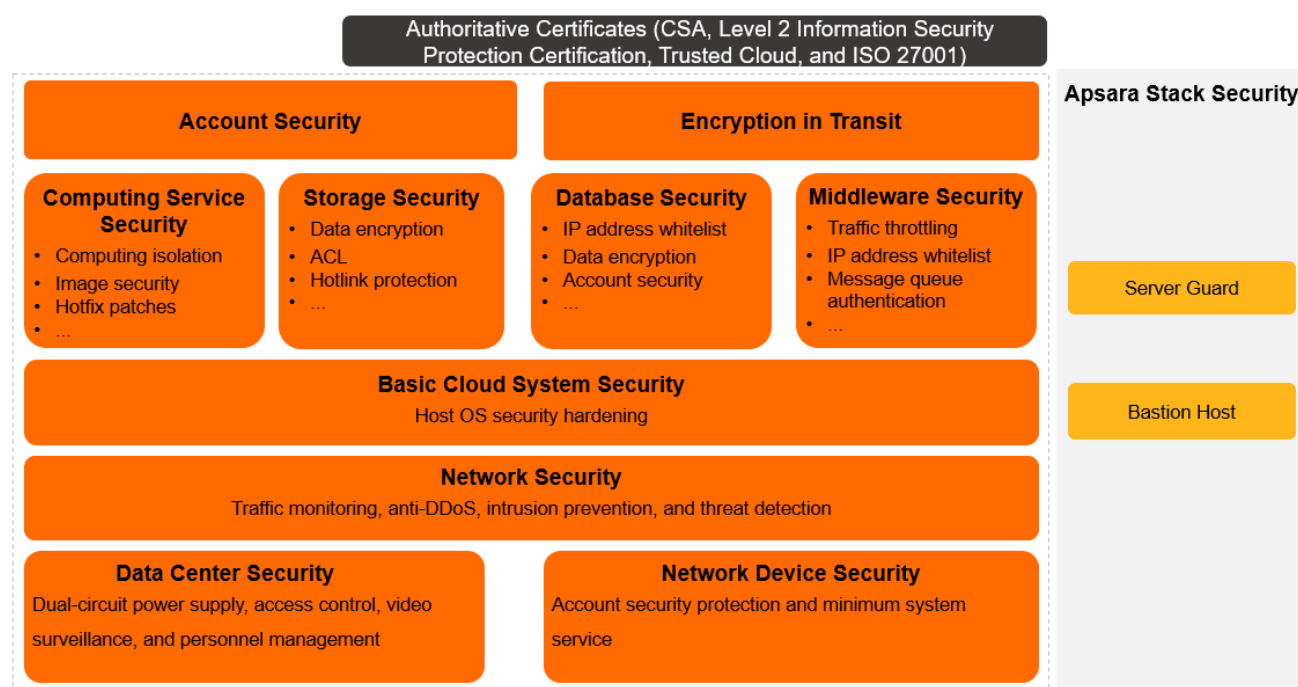 Authoritative Certificates (CSA, Level 2 Information Security
Protection Certification, Trusted Cloud, and ISO 27001)
Account Security
Encryption in Transit
Computing Service
Security
• Computing isolation
• Image security
• Hotfix patches
• ...
Storage Security
• Data encryption
• ACL
• Hotlink protection
• ...
Database Security
• IP address whitelist
• Data encryption
• Account security
• ...
Middleware Security
• Traffic throttling
• IP address whitelist
• Message queue
authentication
• ...
Basic Cloud System Security
Host OS security hardening
Network Security
Traffic monitoring, anti-DDoS, intrusion prevention, and threat detection
Data Center Security
Dual-circuit power supply, access control, video
surveillance, and personnel management
Network Device Security
Account security protection and minimum system
service
Apsara Stack Security
Server Guard
Bastion Host